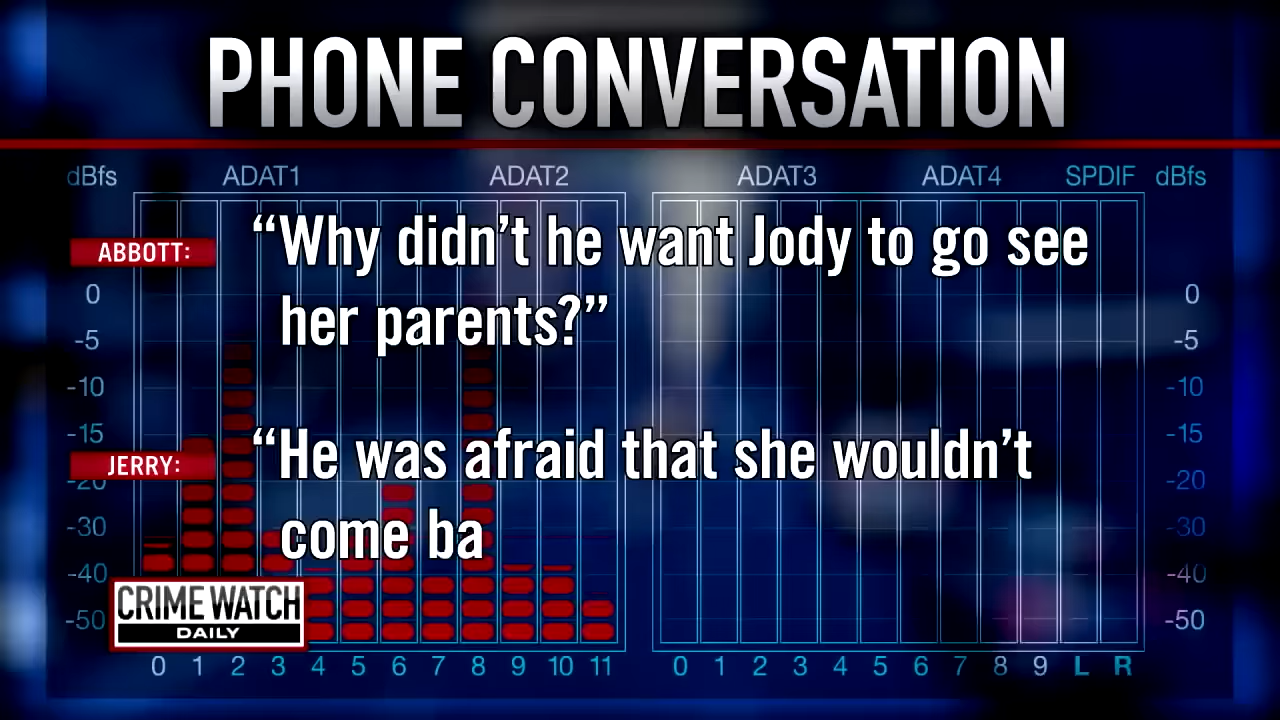 PHONE CONVERSATION
dBfs ADAT1 ADAT2 ADAT3 ADAT4 SPDIF dBfs
ABBOTT: “Why didn’t he want Jody to go see
her parents?”
0 0
-5 -5
-10 -10
-15 -15
JERRY: “He was afraid that she wouldn’t
come ba
-20 -20
-30 -30
-40 -40
-50 -50
CRIME WATCH
DAILY
0 1 2 3 4 5 6 7 8 9 10 11 0 1 2 3 4 5 6 7 8 9 L R